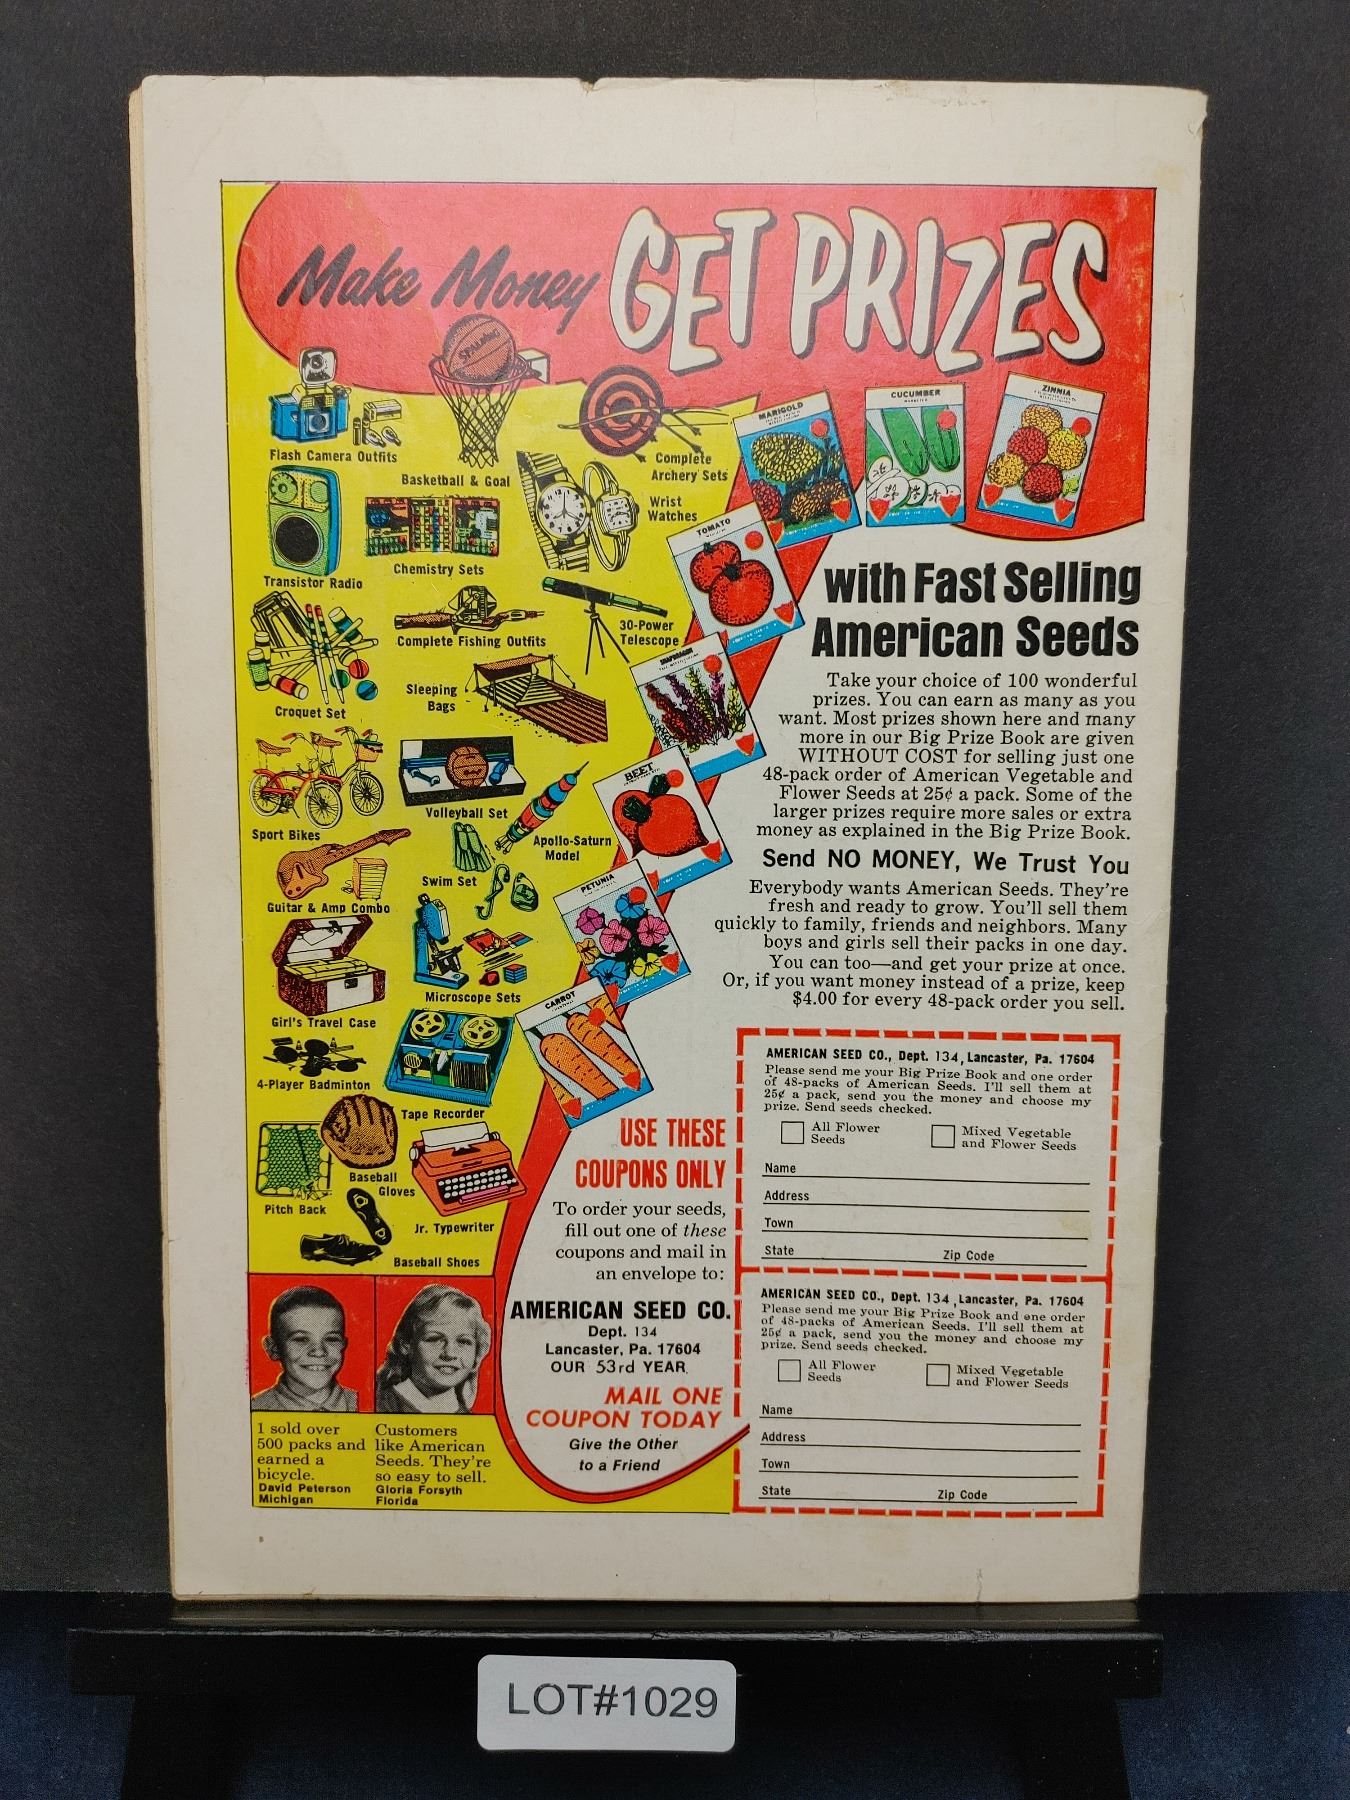 Make Money GET PRIZES
SPALDING
Flash Camera Outfits
Basketball & Goal
Complete
Archery Sets
Wrist
Watches
Transistor Radio
Chemistry Sets
Complete Fishing Outfits
30-Power
Telescope
Croquet Set
Sleeping
Bags
Sport Bikes
Volleyball Set
Apollo-Saturn
Model
Swim Set
Guitar & Amp Combo
Microscope Sets
Girl's Travel Case
4-Player Badminton
Tape Recorder
Baseball
Gloves
Pitch Back
Jr. Typewriter
Baseball Shoes
MARIGOLD
CUCUMBER
ZINNIA
TOMATO
SNAPDRAGON
BEET
PETUNIA
CARROT
with Fast Selling
American Seeds
Take your choice of 100 wonderful
prizes. You can earn as many as you
want. Most prizes shown here and many
more in our Big Prize Book are given
WITHOUT COST for selling just one
48-pack order of American Vegetable and
Flower Seeds at 25¢ a pack. Some of the
larger prizes require more sales or extra
money as explained in the Big Prize Book.
Send NO MONEY, We Trust You
Everybody wants American Seeds. They're
fresh and ready to grow. You'll sell them
quickly to family, friends and neighbors. Many
boys and girls sell their packs in one day.
You can too—and get your prize at once.
Or, if you want money instead of a prize, keep
$4.00 for every 48-pack order you sell.
USE THESE
COUPONS ONLY
To order your seeds,
fill out one of these
coupons and mail in
an envelope to:
AMERICAN SEED CO.
Dept. 134
Lancaster, Pa. 17604
OUR 53rd YEAR
MAIL ONE
COUPON TODAY
Give the Other
to a Friend
I sold over
500 packs and
earned a
bicycle.
David Peterson
Michigan
Customers
like American
Seeds. They're
so easy to sell.
Gloria Forsyth
Florida
AMERICAN SEED CO., Dept. 134, Lancaster, Pa. 17604
Please send me your Big Prize Book and one order
of 48-packs of American Seeds. I'll sell them at
25¢ a pack, send you the money and choose my
prize. Send seeds checked.
All Flower
Seeds
Mixed Vegetable
and Flower Seeds
Name
Address
Town
State Zip Code
AMERICAN SEED CO., Dept. 134, Lancaster, Pa. 17604
Please send me your Big Prize Book and one order
of 48-packs of American Seeds. I'll sell them at
25¢ a pack, send you the money and choose my
prize. Send seeds checked.
All Flower
Seeds
Mixed Vegetable
and Flower Seeds
Name
Address
Town
State Zip Code
LOT#1029